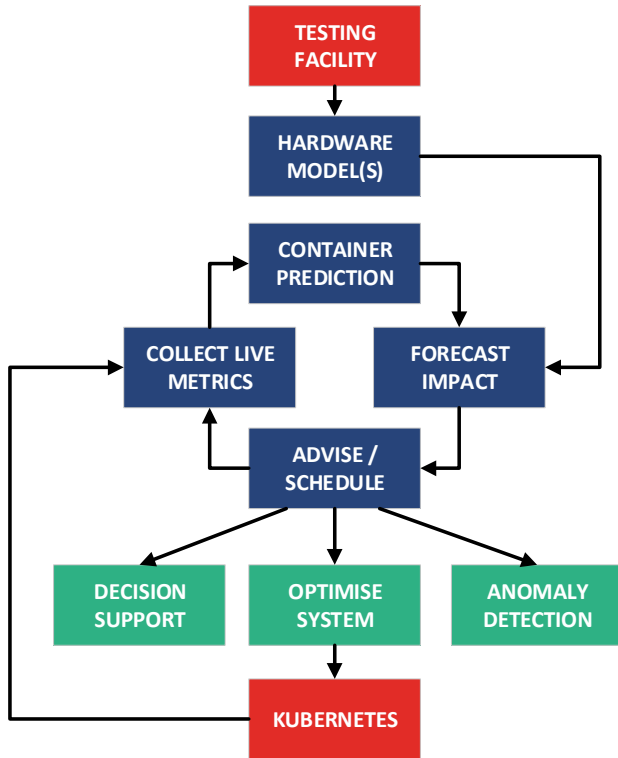 TESTING
FACILITY
HARDWARE
MODEL(S)
CONTAINER
PREDICTION
COLLECT LIVE
METRICS
FORECAST
IMPACT
ADVISE /
SCHEDULE
DECISION
SUPPORT
OPTIMISE
SYSTEM
ANOMALY
DETECTION
KUBERNETES